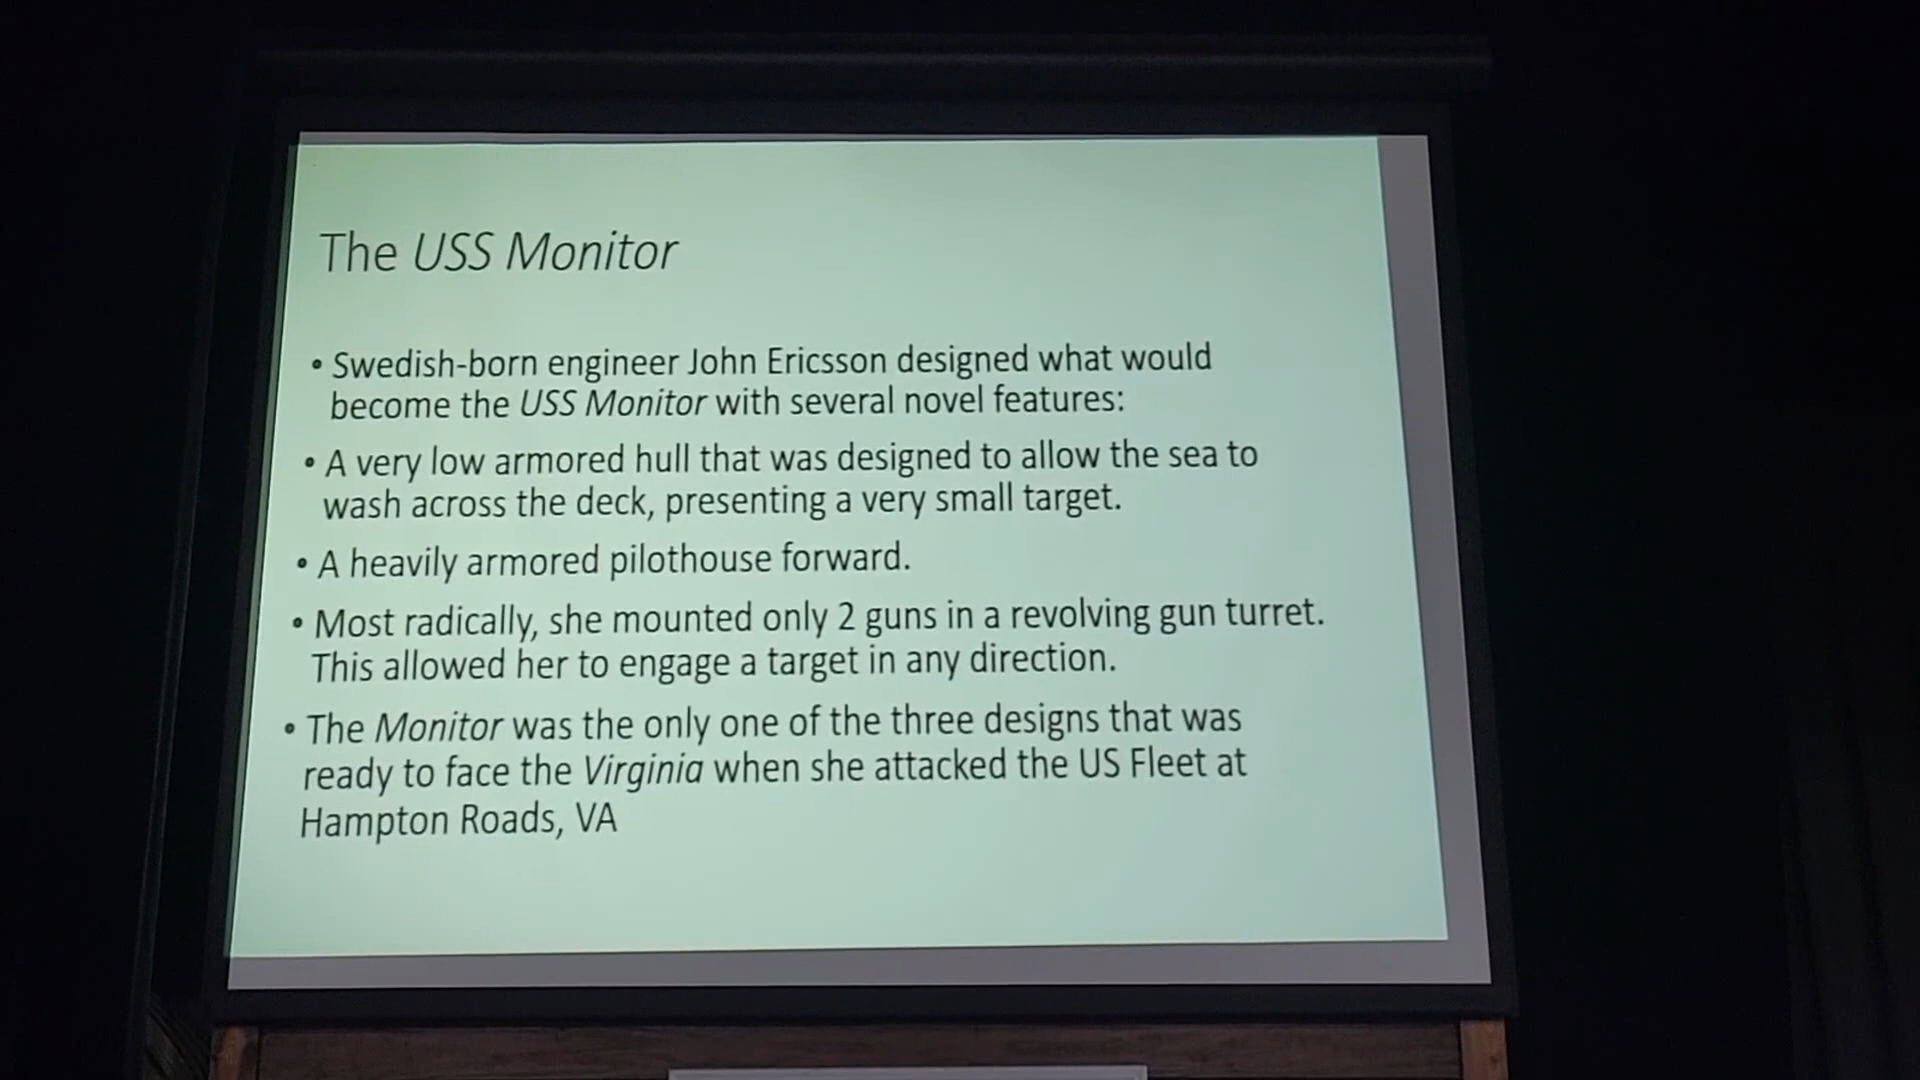 The USS Monitor
• Swedish-born engineer John Ericsson designed what would
become the USS Monitor with several novel features:
• A very low armored hull that was designed to allow the sea to
wash across the deck, presenting a very small target.
• A heavily armored pilothouse forward.
• Most radically, she mounted only 2 guns in a revolving gun turret.
This allowed her to engage a target in any direction.
• The Monitor was the only one of the three designs that was
ready to face the Virginia when she attacked the US Fleet at
Hampton Roads, VA